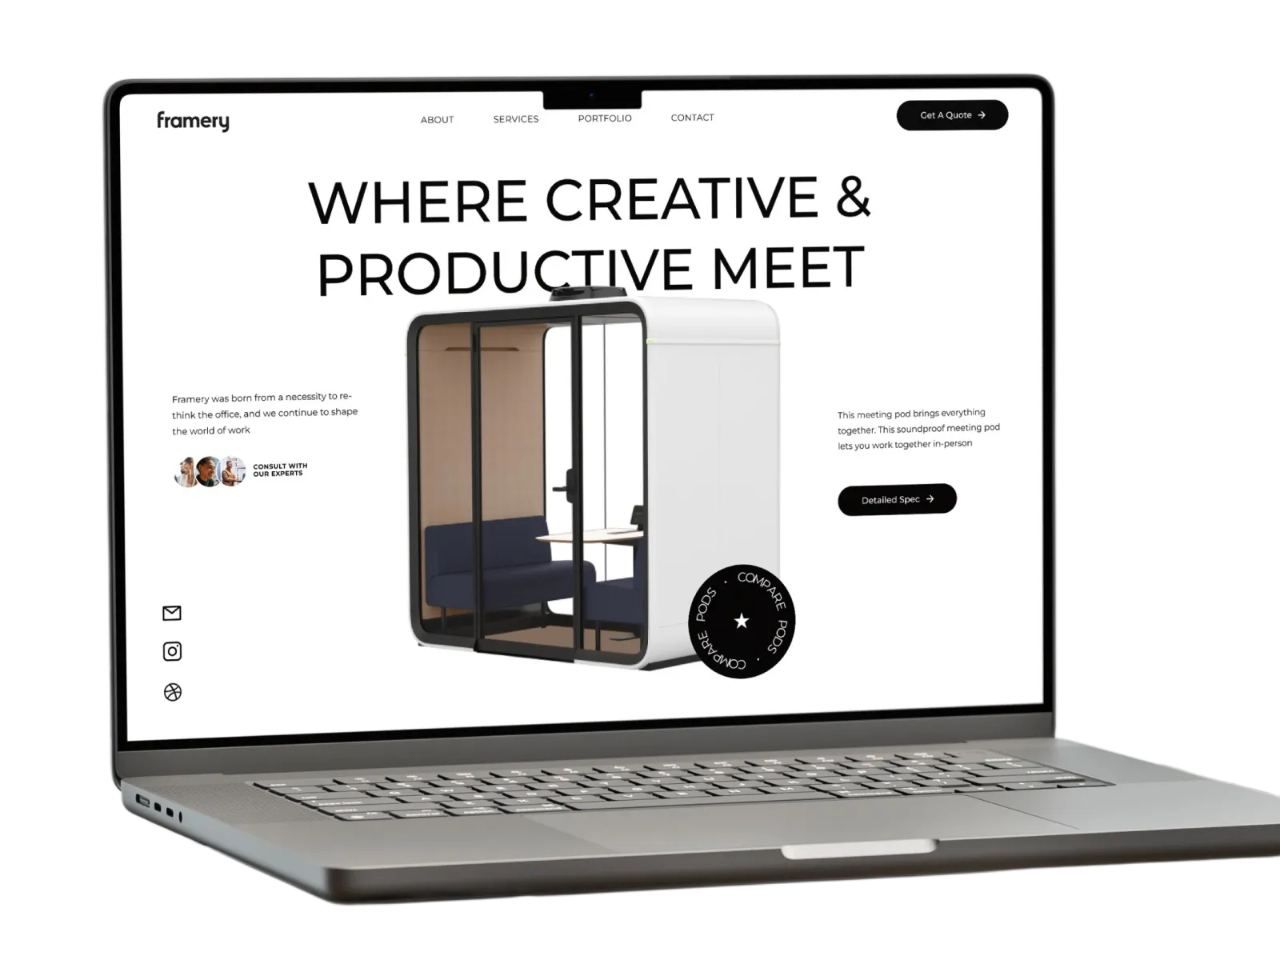 framery
ABOUT
SERVICES
PORTFOLIO
CONTACT
Get A Quote
WHERE CREATIVE &
PRODUCTIVE MEET
Framery was born from a necessity to re-
think the office, and we continue to shape
the world of work
CONSULT WITH
OUR EXPERTS
This meeting pod brings everything
together. This soundproof meeting pod
lets you work together in-person
Detailed Spec
COMPARE PODS · COMPARE PODS ·